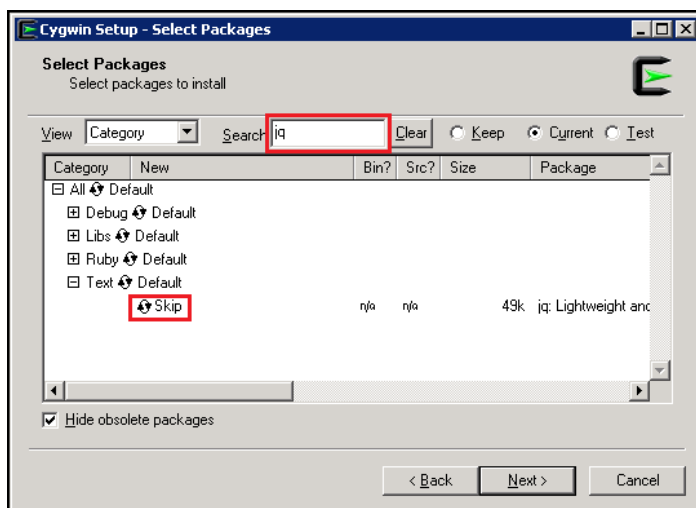 Cygwin Setup - Select Packages
Select Packages
Select packages to install
View Category Search jq Clear Keep Current Test
Category New Bin? Src? Size Package
All Default
Debug Default
Libs Default
Ruby Default
Text Default
Skip n/a n/a 49k jq: Lightweight and
Hide obsolete packages
< Back Next > Cancel